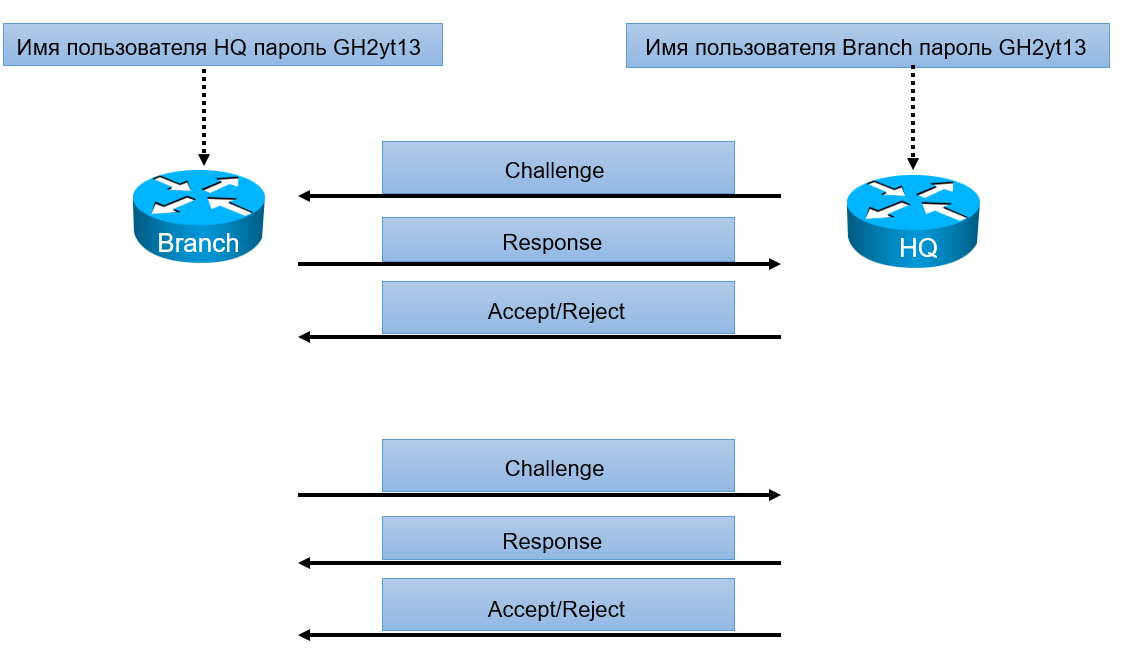 Имя пользователя HQ пароль GH2yt13
Имя пользователя Branch пароль GH2yt13
Challenge
Branch
Response
HQ
Accept/Reject
Challenge
Response
Accept/Reject